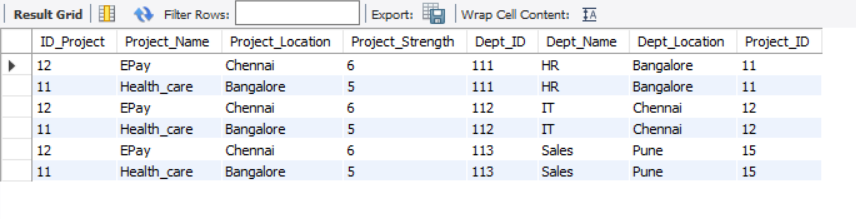 Result Grid Filter Rows: Export: Wrap Cell Content: IA
ID_Project Project_Name Project_Location Project_Strength Dept_ID Dept_Name Dept_Location Project_ID
12 EPay Chennai 6 111 HR Bangalore 11
11 Health_care Bangalore 5 111 HR Bangalore 11
12 EPay Chennai 6 112 IT Chennai 12
11 Health_care Bangalore 5 112 IT Chennai 12
12 EPay Chennai 6 113 Sales Pune 15
11 Health_care Bangalore 5 113 Sales Pune 15